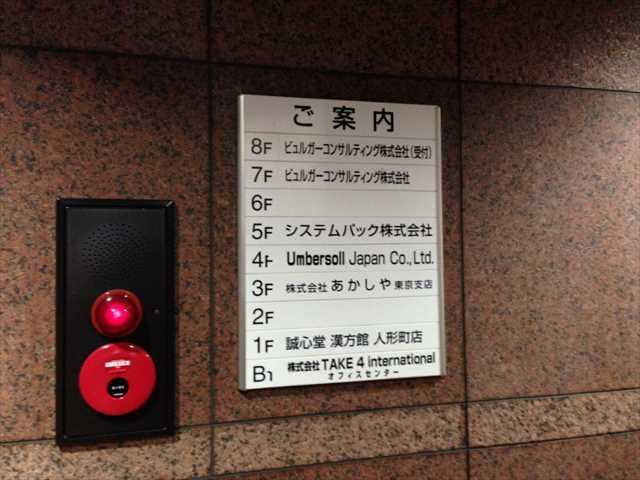 ご案内
8F ビュルガーコンサルティング株式会社(受付)
7F ビュルガーコンサルティング株式会社
6F
5F システムバック株式会社
4F Umbersoll Japan Co., Ltd.
3F 株式会社 あかしや 東京支店
2F
1F 誠心堂 漢方館 人形町店
B1 株式会社 TAKE 4 international
オフィスセンター